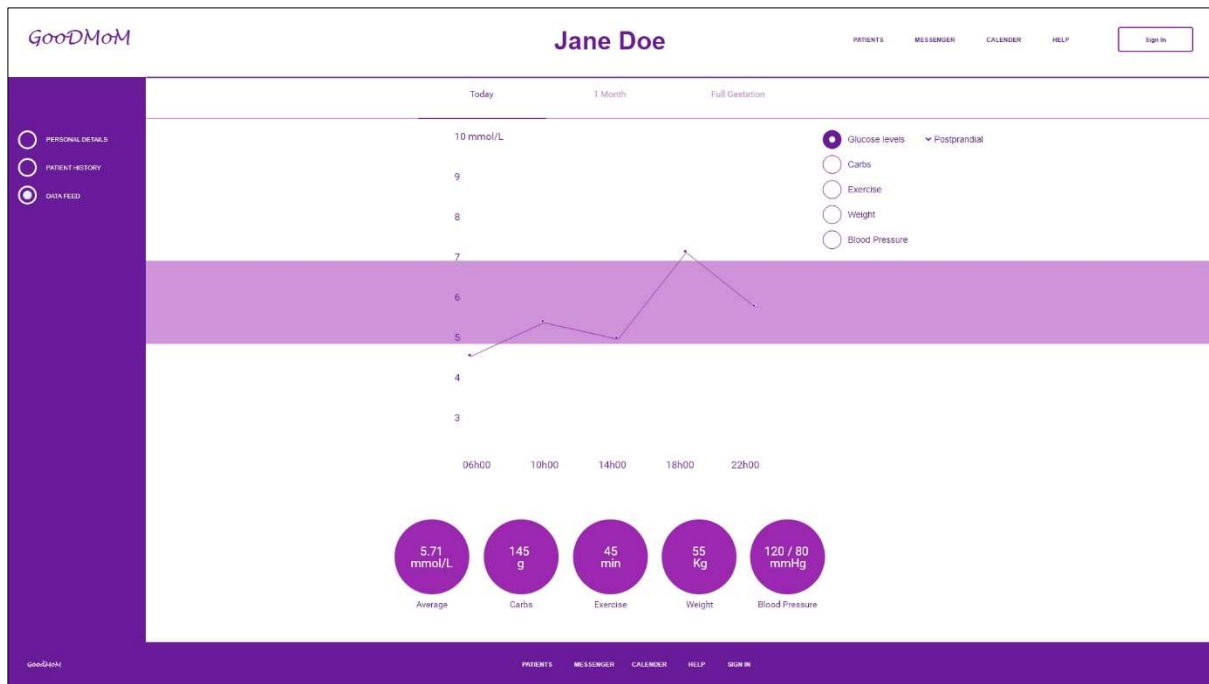 GooDMoM
Jane Doe
PATIENTS MESSENGER CALENDER HELP Sign In
Today 1 Month Full Gestation
PERSONAL DETAILS
PATIENT HISTORY
DATA FEED
10 mmol/L
9
8
7
6
5
4
3
06h00 10h00 14h00 18h00 22h00
Glucose levels Postprandial
Carbs
Exercise
Weight
Blood Pressure
5.71 mmol/L
Average
145 g
Carbs
45 min
Exercise
55 Kg
Weight
120 / 80 mmHg
Blood Pressure
GooDMoM
PATIENTS MESSENGER CALENDER HELP SIGN IN